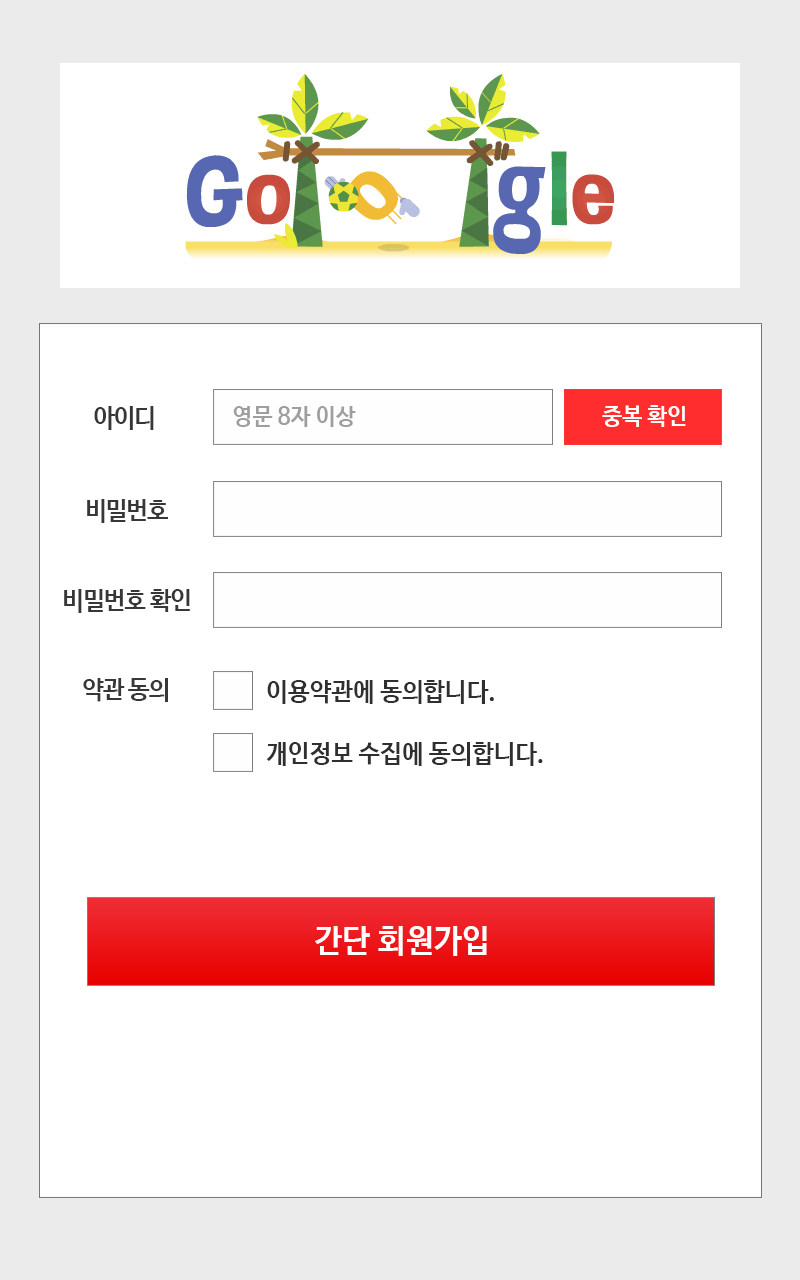 Google
아이디
영문 8자 이상
중복 확인
비밀번호
비밀번호 확인
약관 동의
이용약관에 동의합니다.
개인정보 수집에 동의합니다.
간단 회원가입